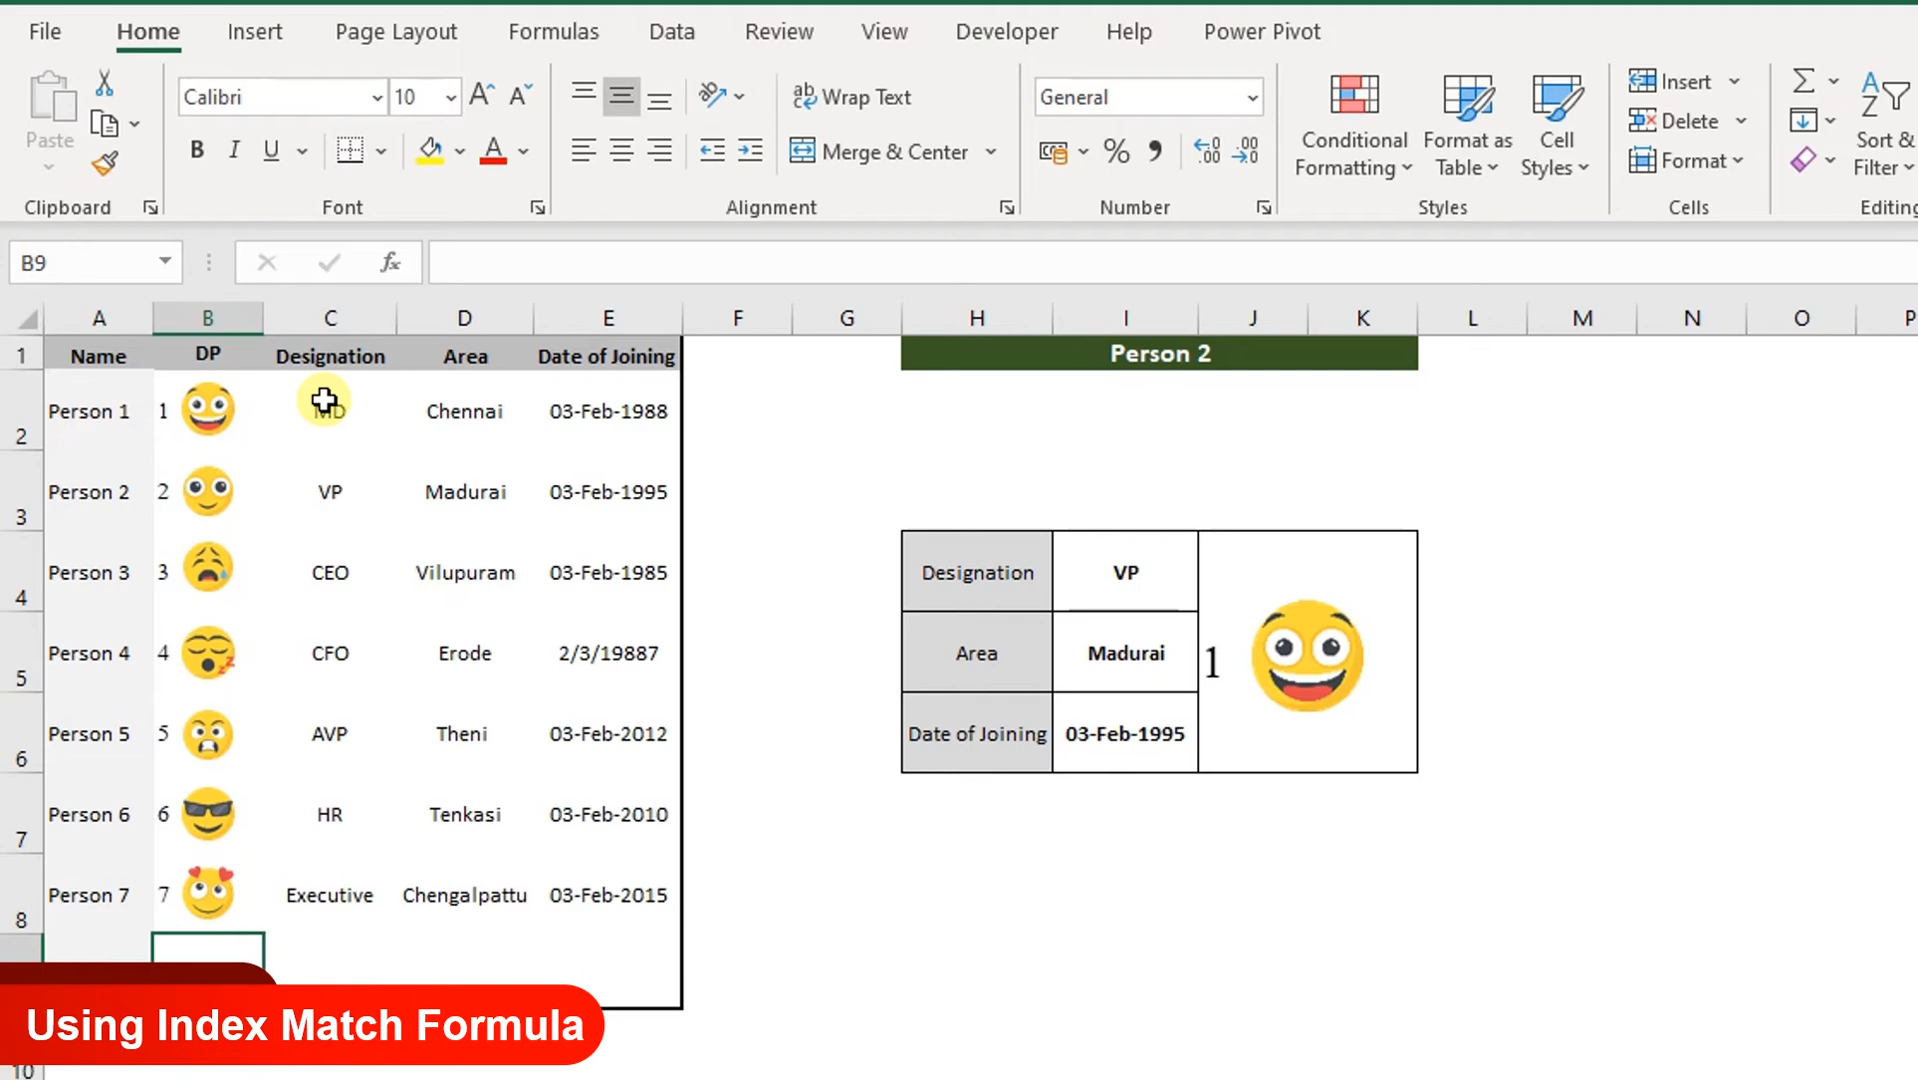 File Home Insert Page Layout Formulas Data Review View Developer Help Power Pivot
Paste
Calibri 10
Wrap Text
General
Conditional Formatting
Format as Table
Cell Styles
Insert
Delete
Format
Sort &
Filter
B I U
Merge & Center
Clipboard Font Alignment Number Styles Cells Editing
B9 fx
A B C D E F G H I J K L M N O P
1 Name DP Designation Area Date of Joining Person 2
2 Person 1 1 MD Chennai 03-Feb-1988
3 Person 2 2 VP Madurai 03-Feb-1995
4 Person 3 3 CEO Vilupuram 03-Feb-1985
5 Person 4 4 CFO Erode 2/3/19887
6 Person 5 5 AVP Theni 03-Feb-2012
7 Person 6 6 HR Tenkasi 03-Feb-2010
8 Person 7 7 Executive Chengalpattu 03-Feb-2015
Designation VP
Area Madurai 1
Date of Joining 03-Feb-1995
Using Index Match Formula
10